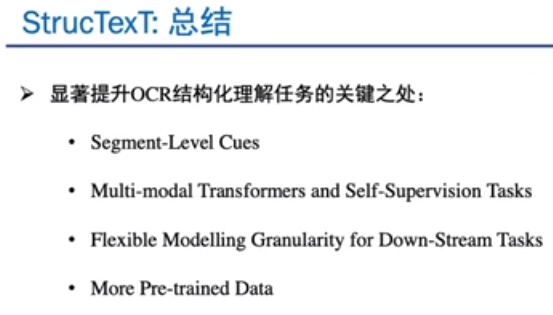 StrucTexT: 总结
➢ 显著提升OCR结构化理解任务的关键之处：
• Segment-Level Cues
• Multi-modal Transformers and Self-Supervision Tasks
• Flexible Modelling Granularity for Down-Stream Tasks
• More Pre-trained Data